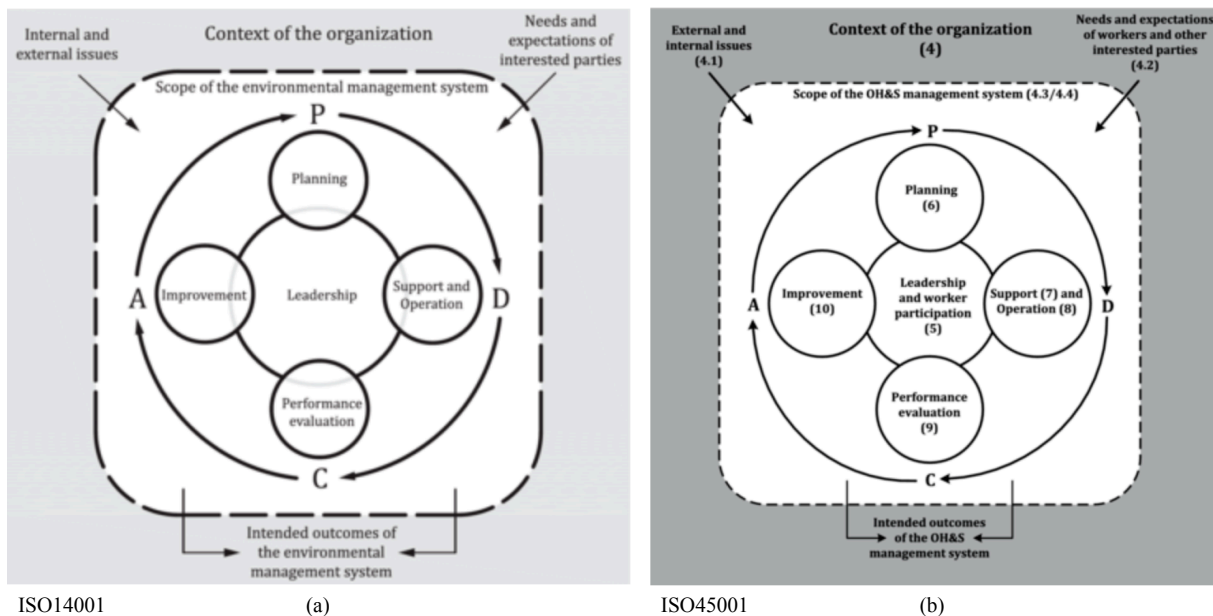 Internal and
external issues
Context of the organization
Needs and
expectations of
interested parties
Scope of the environmental management system
P
Planning
A
Improvement
Leadership
Support and
Operation
D
Performance
evaluation
C
Intended outcomes of
the environmental
management system
ISO14001
(a)
External and
internal issues
(4.1)
Context of the organization
(4)
Needs and expectations
of workers and other
interested parties
(4.2)
Scope of the OH&S management system (4.3/4.4)
P
Planning
(6)
A
Improvement
(10)
Leadership
and worker
participation
(5)
Support (7) and
Operation (8)
D
Performance
evaluation
(9)
C
Intended outcomes
of the OH&S
management system
ISO45001
(b)